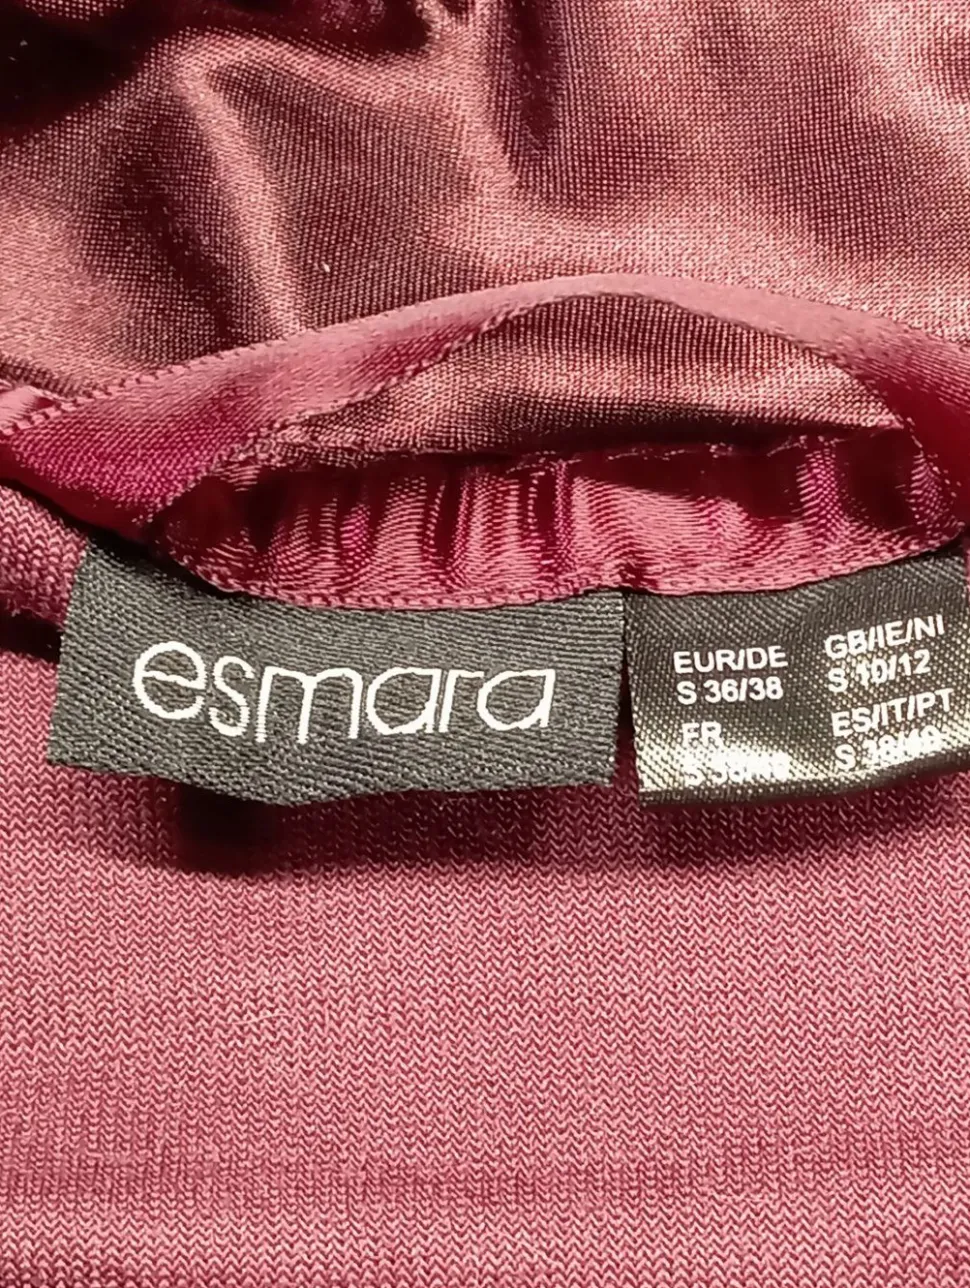 esmara
EUR/DE
S 36/38
FR
GB/IE/NI
S 10/12
ES/IT/PT
S